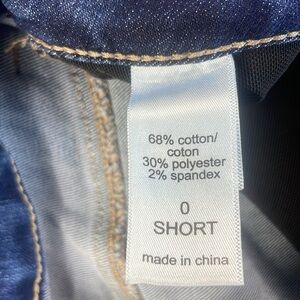 68% cotton/
coton
30% polyester
2% spandex
0
SHORT
made in china